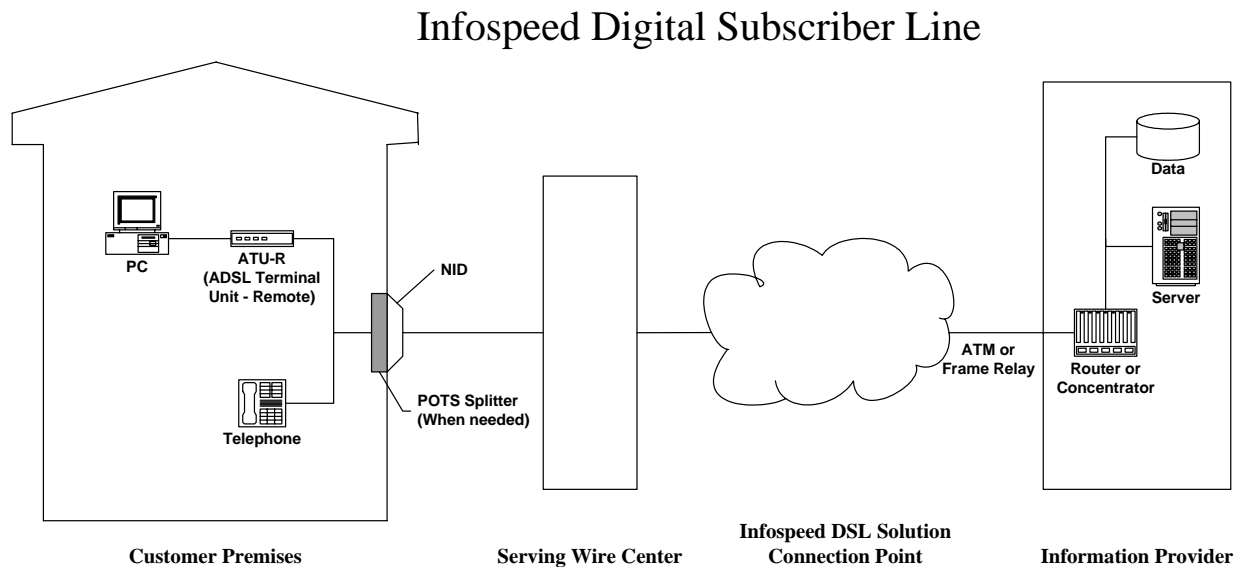 Infospeed Digital Subscriber Line
Data
PC
ATU-R
(ADSL Terminal
Unit - Remote)
NID
Server
ATM or
Frame Relay
Router or
Concentrator
POTS Splitter
(When needed)
Telephone
Customer Premises
Serving Wire Center
Infospeed DSL Solution
Connection Point
Information Provider